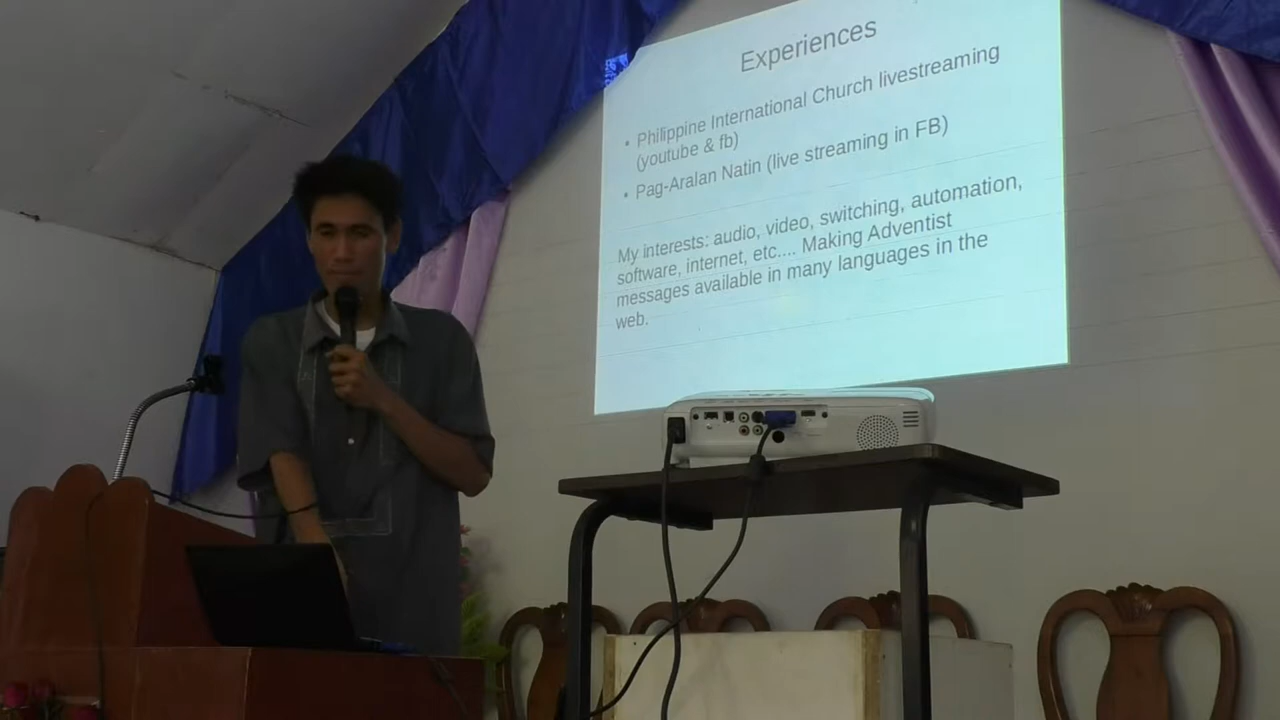 Experiences
• Philippine International Church livestreaming
(youtube & fb)
• Pag-Aralan Natin (live streaming in FB)
My interests: audio, video, switching, automation,
software, internet, etc.... Making Adventist
messages available in many languages in the
web.